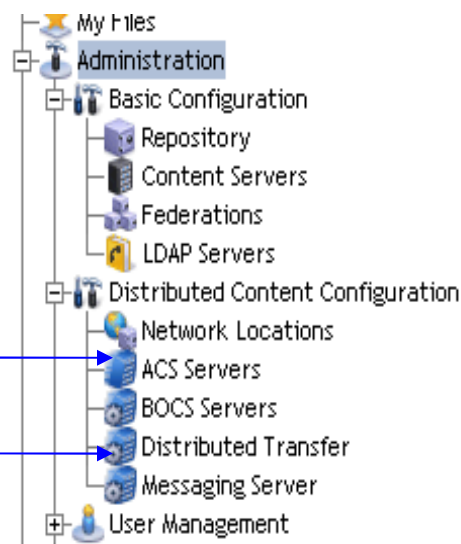 My Files
Administration
Basic Configuration
Repository
Content Servers
Federations
LDAP Servers
Distributed Content Configuration
Network Locations
ACS Servers
BOCS Servers
Distributed Transfer
Messaging Server
User Management